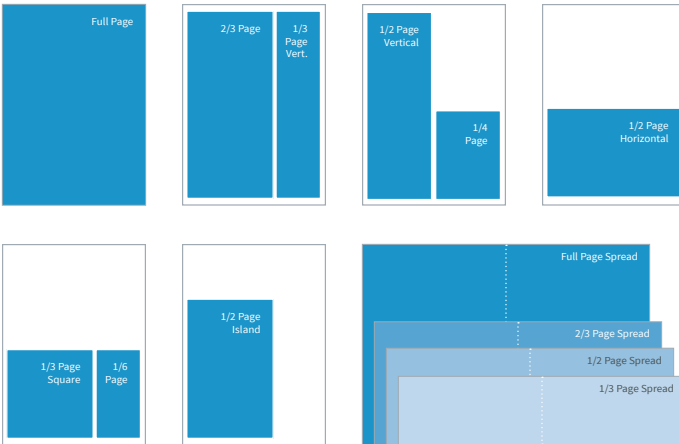 Full Page
2/3 Page
1/3
Page
Vert.
1/2 Page
Vertical
1/4
Page
1/2 Page
Horizontal
1/3 Page
Square
1/6
Page
1/2 Page
Island
Full Page Spread
2/3 Page Spread
1/2 Page Spread
1/3 Page Spread